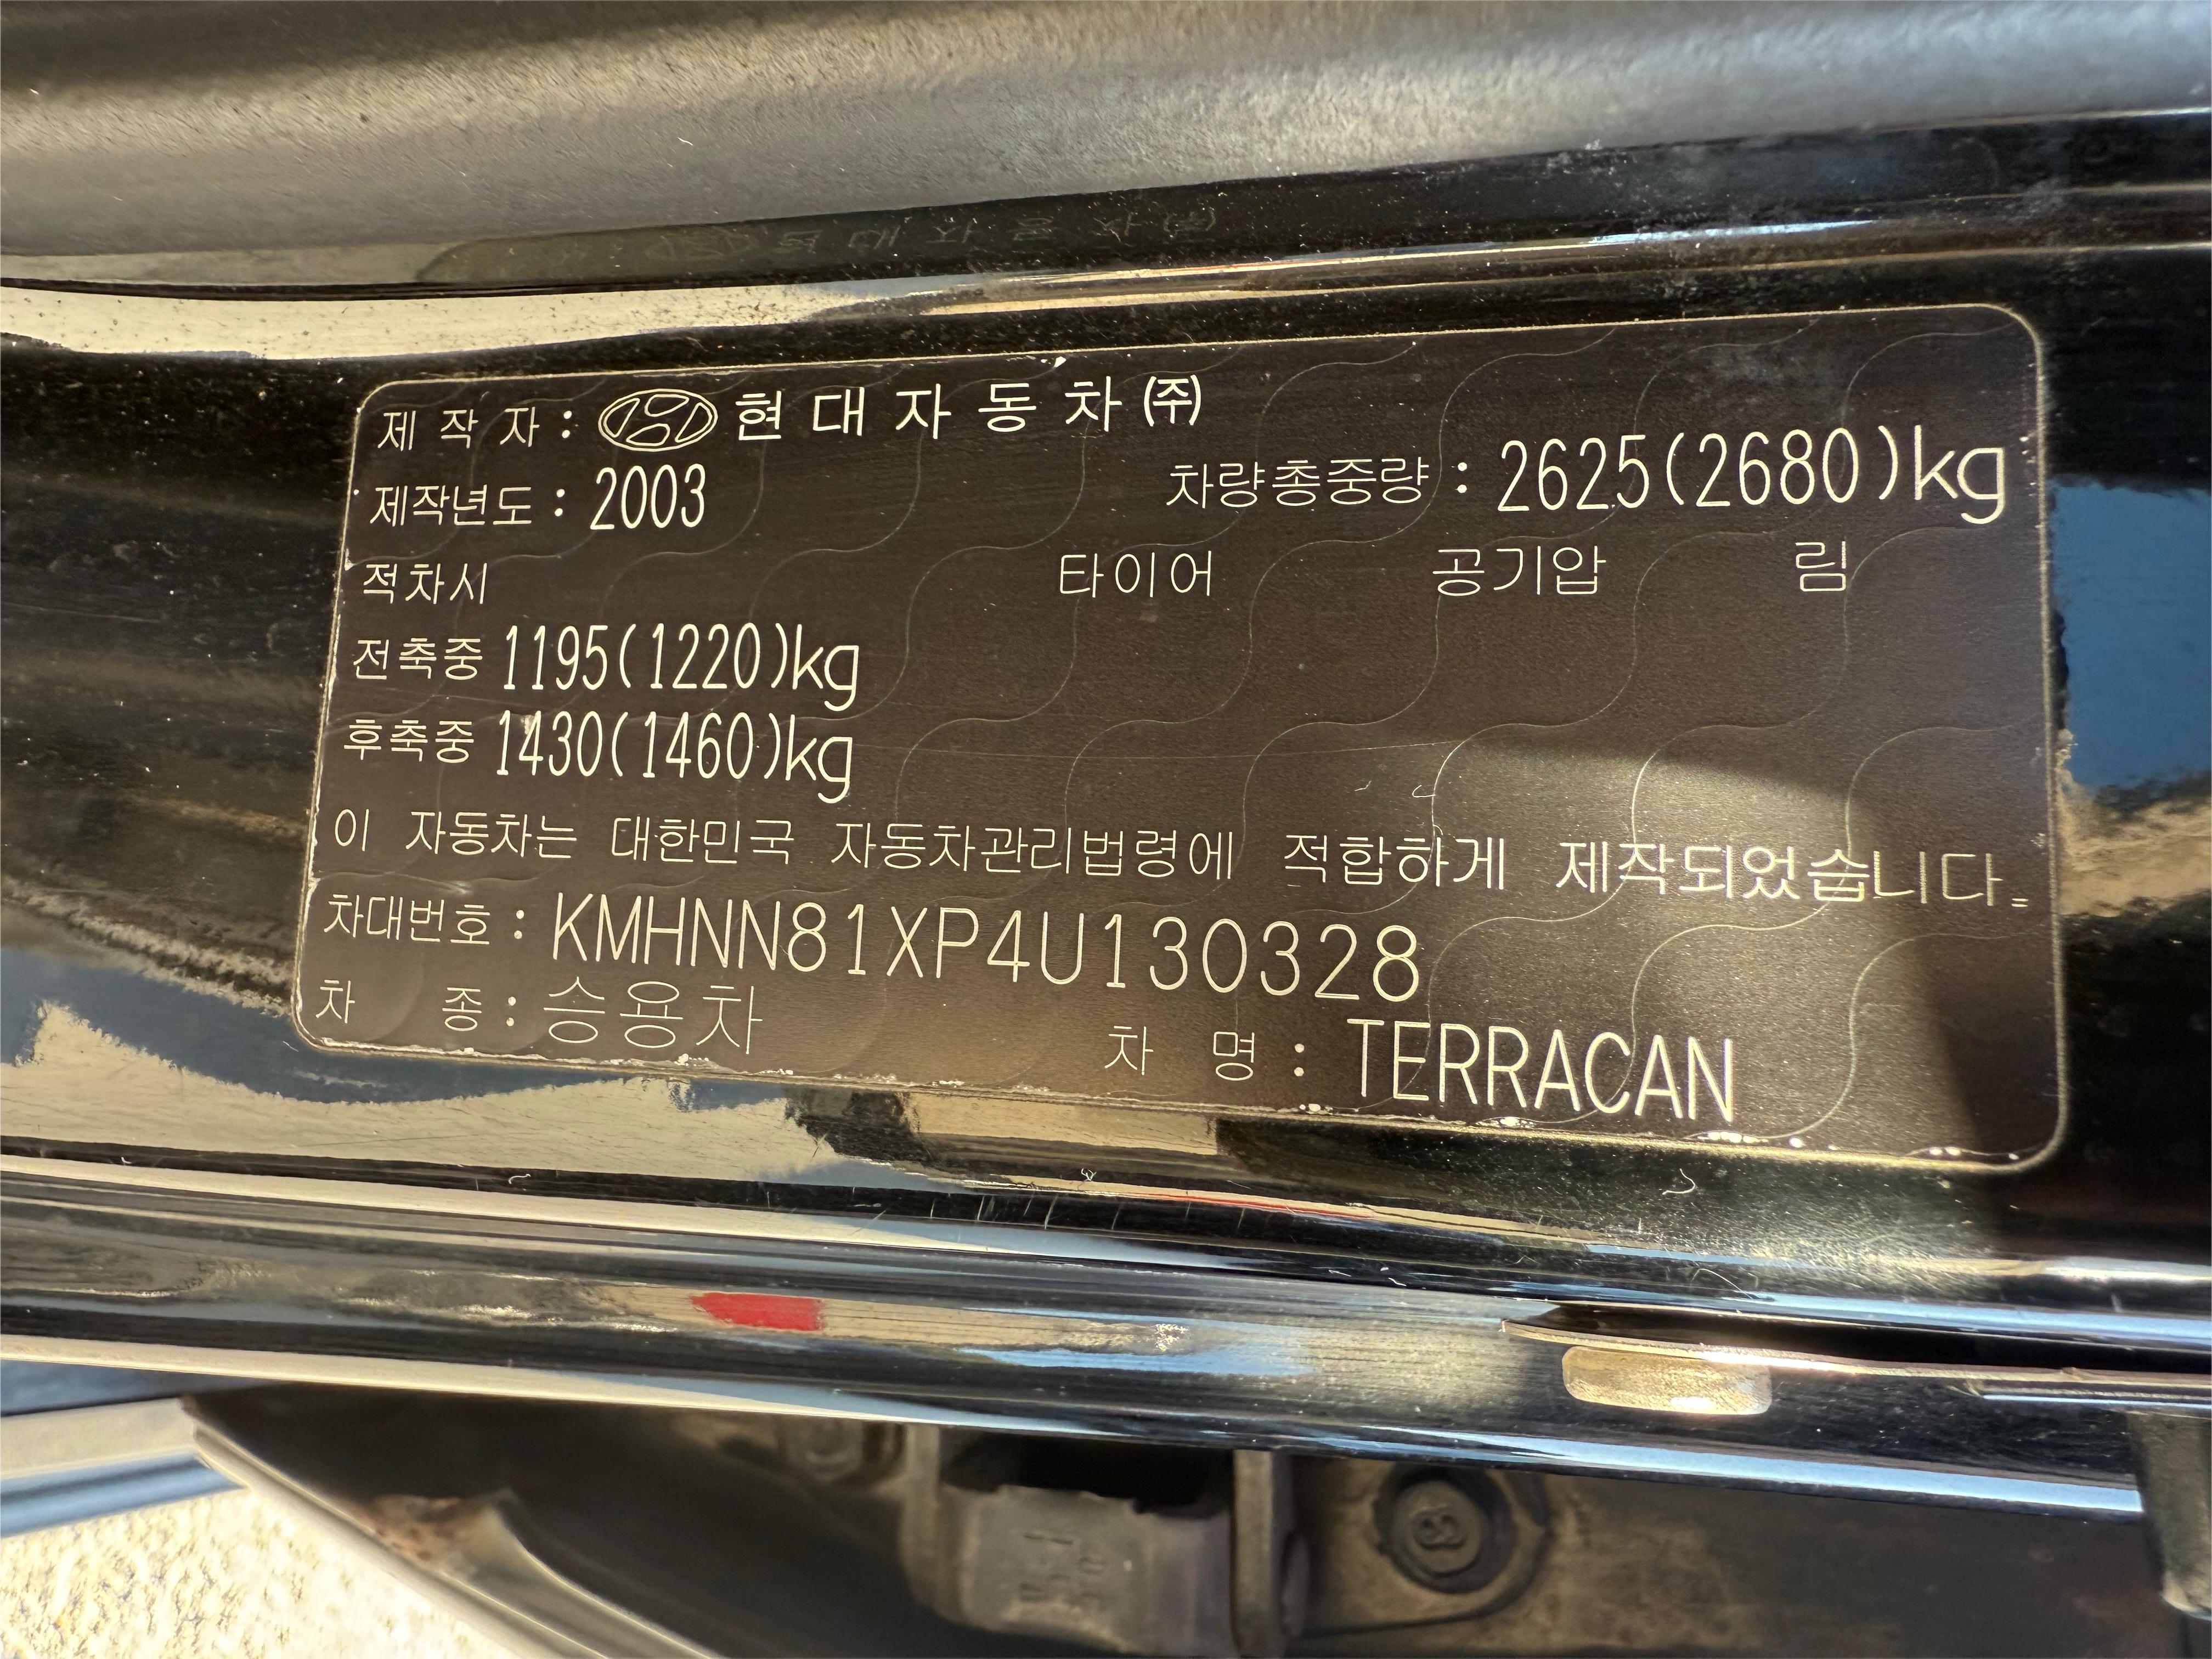 제 작 자 : 현 대 자 동 차 ㈜
제작년도 : 2003 차량총중량 : 2625(2680)kg
적차시 타이어 공기압 림
전축중 1195(1220)kg
후축중 1430(1460)kg
이 자동차는 대한민국 자동차관리법령에 적합하게 제작되었습니다.
차대번호 : KMHNN81XP4U130328
차 종 : 승용차 차 명 : TERRACAN
8